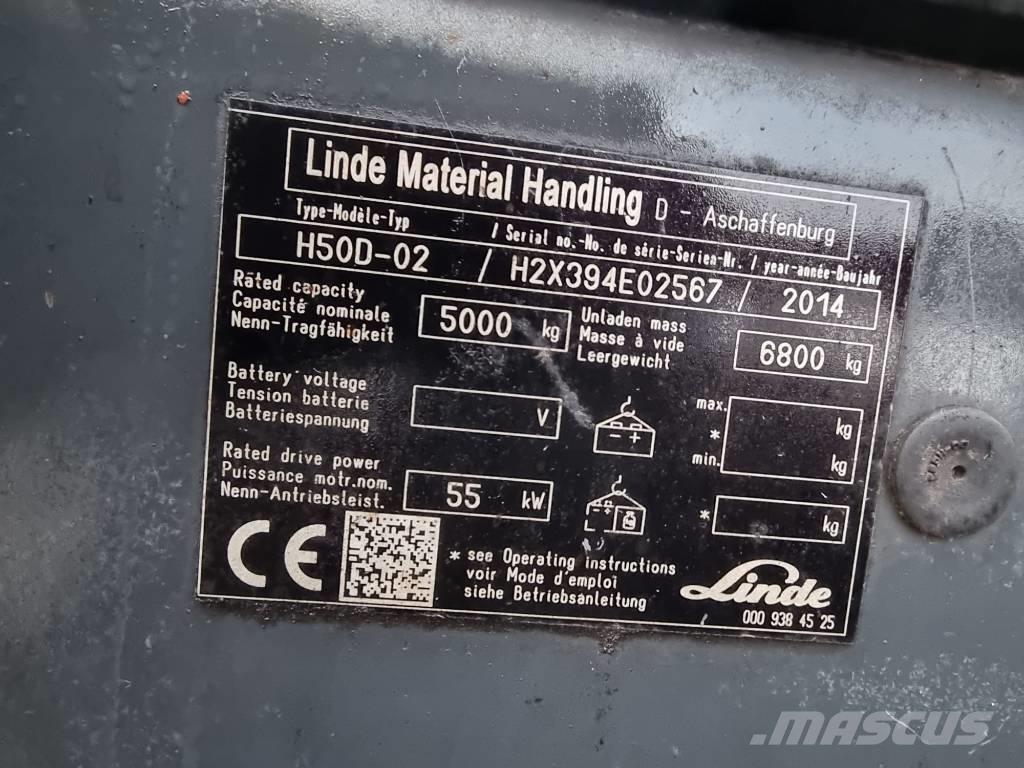 Linde Material Handling D - Aschaffenburg
Type-Modèle-Typ / Serial no.-No. de série-Serien-Nr. / year-année-Baujahr
H50D-02 / H2X394E02567 / 2014
Rated capacity
Capacité nominale
Nenn-Tragfähigkeit
5000 kg
Unladen mass
Masse à vide
Leergewicht
6800 kg
Battery voltage
Tension batterie
Batteriespannung
V
- +
max. kg
*
min. kg
Rated drive power
Puissance motr.nom.
Nenn-Antriebsleist.
55 kW
* kg
CE
* see Operating instructions
voir Mode d'emploi
siehe Betriebsanleitung
Linde
000 938 45 25
MASCUS